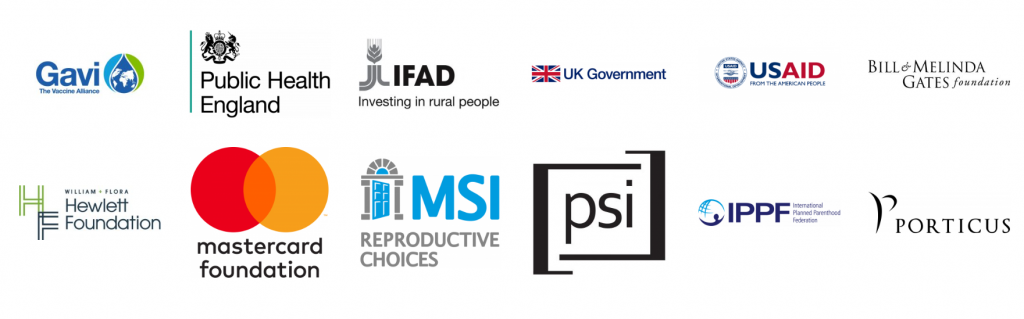 Gavi
The Vaccine Alliance
Public Health
England
IFAD
Investing in rural people
UK Government
USAID
USAID
FROM THE AMERICAN PEOPLE
BILL & MELINDA
GATES foundation
WILLIAM + FLORA
Hewlett
Foundation
mastercard
foundation
MSI
REPRODUCTIVE
CHOICES
psi
IPPF
International
Planned Parenthood
Federation
PORTICUS